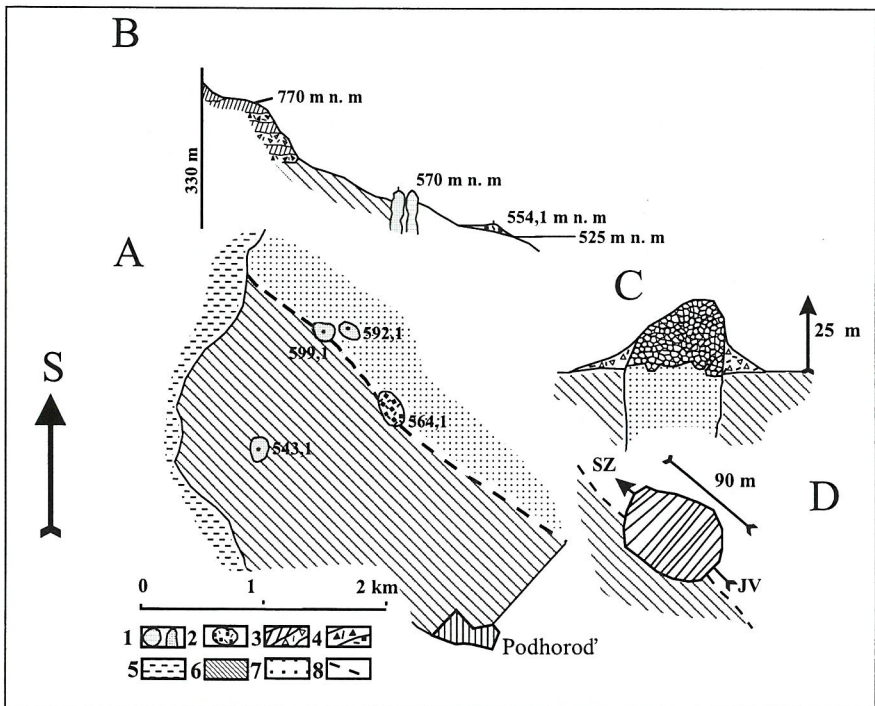 B
770 m n. m
330 m
570 m n. m
554,1 m n. m
525 m n. m
A
C
25 m
599,1
592,1
564,1
543,1
S
SZ
90 m
D
JV
0 1 2 km
1 2 3 4
5 6 7 8
Podhoroď